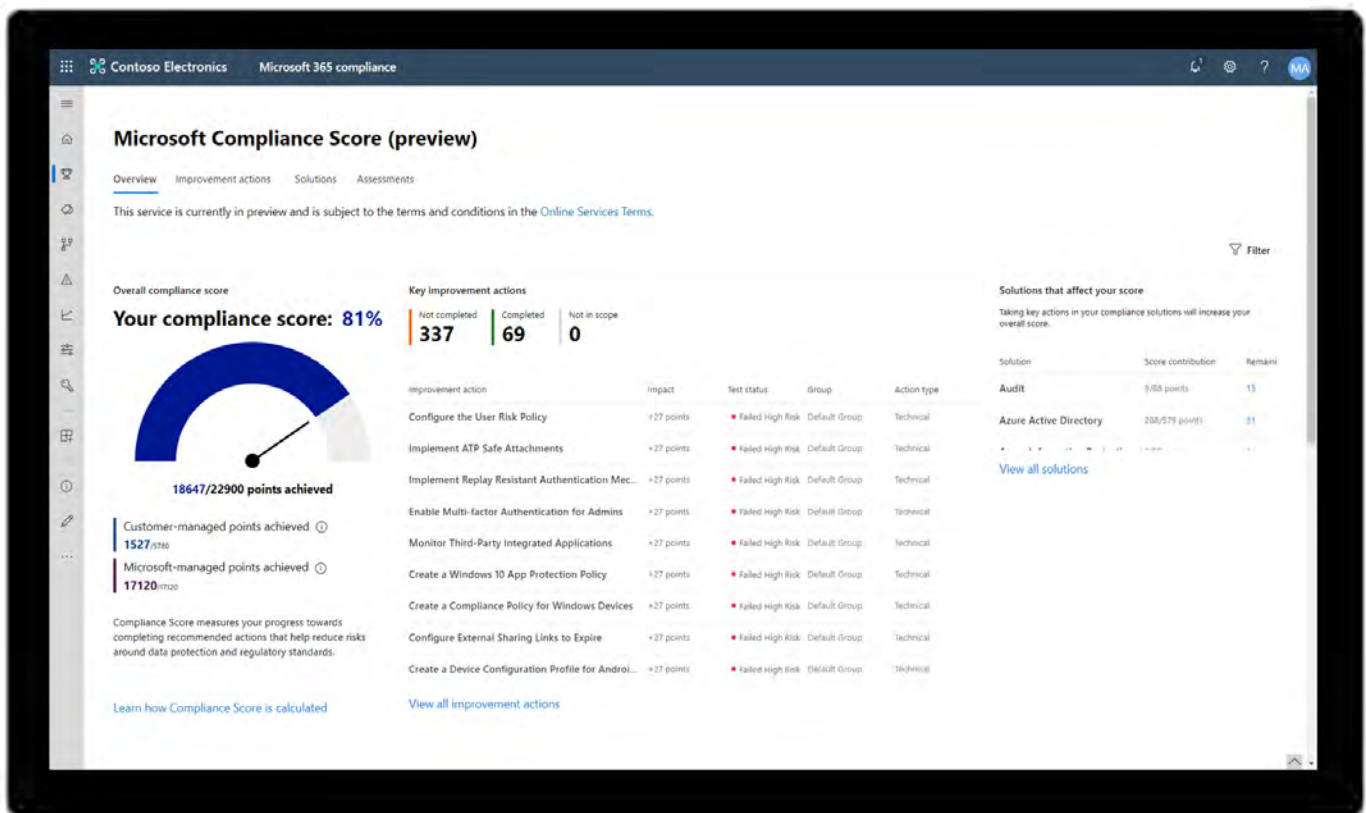 Contoso Electronics Microsoft 365 compliance
1 ? MA
Microsoft Compliance Score (preview)
Overview Improvement actions Solutions Assessments
This service is currently in preview and is subject to the terms and conditions in the Online Services Terms.
Filter
Overall compliance score
Your compliance score: 81%
18647/22900 points achieved
Customer-managed points achieved
1527/5780
Microsoft-managed points achieved
17120/17120
Compliance Score measures your progress towards
completing recommended actions that help reduce risks
around data protection and regulatory standards.
Learn how Compliance Score is calculated
Key improvement actions
Not completed Completed Not in scope
337 69 0
Improvement action Impact Test status Group Action type
Configure the User Risk Policy +27 points Failed High Risk Default Group Technical
Implement ATP Safe Attachments +27 points Failed High Risk Default Group Technical
Implement Replay Resistant Authentication Mec... +27 points Failed High Risk Default Group Technical
Enable Multi-factor Authentication for Admins +27 points Failed High Risk Default Group Technical
Monitor Third-Party Integrated Applications +27 points Failed High Risk Default Group Technical
Create a Windows 10 App Protection Policy +27 points Failed High Risk Default Group Technical
Create a Compliance Policy for Windows Devices +27 points Failed High Risk Default Group Technical
Configure External Sharing Links to Expire +27 points Failed High Risk Default Group Technical
Create a Device Configuration Profile for Androi... +27 points Failed High Risk Default Group Technical
View all improvement actions
Solutions that affect your score
Taking key actions in your compliance solutions will increase your
overall score.
Solution Score contribution Remaini
Audit points
Azure Active Directory points
View all solutions